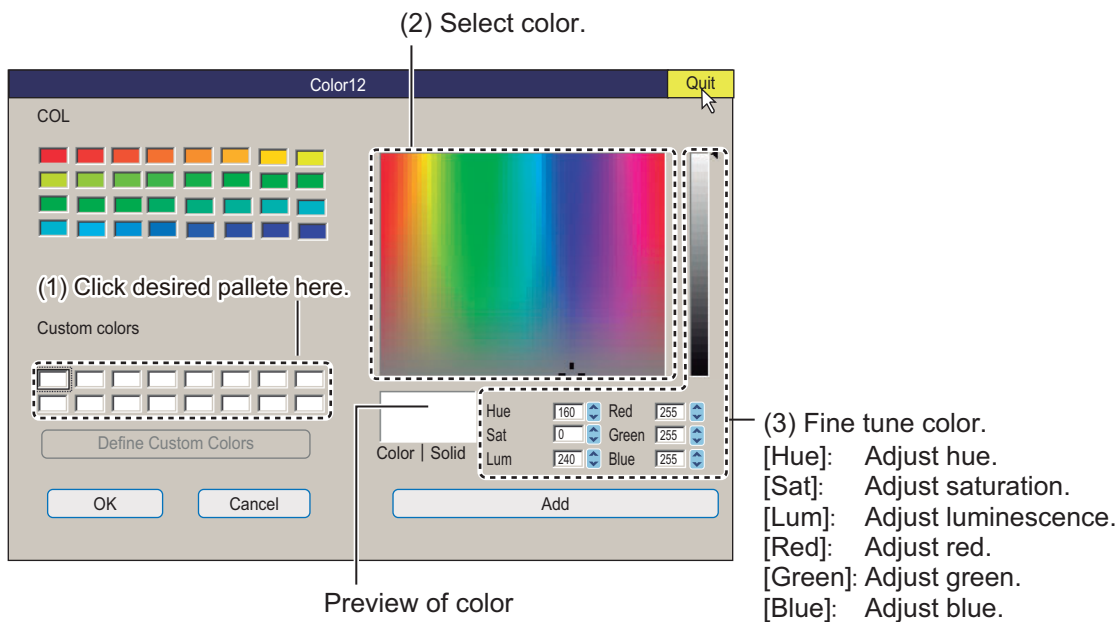 (2) Select color.
Color12
Quit
COL
(1) Click desired pallete here.
Custom colors
Define Custom Colors
OK
Cancel
Color | Solid
Hue 160 Red 255
Sat 0 Green 255
Lum 240 Blue 255
Add
Preview of color
(3) Fine tune color.
[Hue]: Adjust hue.
[Sat]: Adjust saturation.
[Lum]: Adjust luminescence.
[Red]: Adjust red.
[Green]: Adjust green.
[Blue]: Adjust blue.